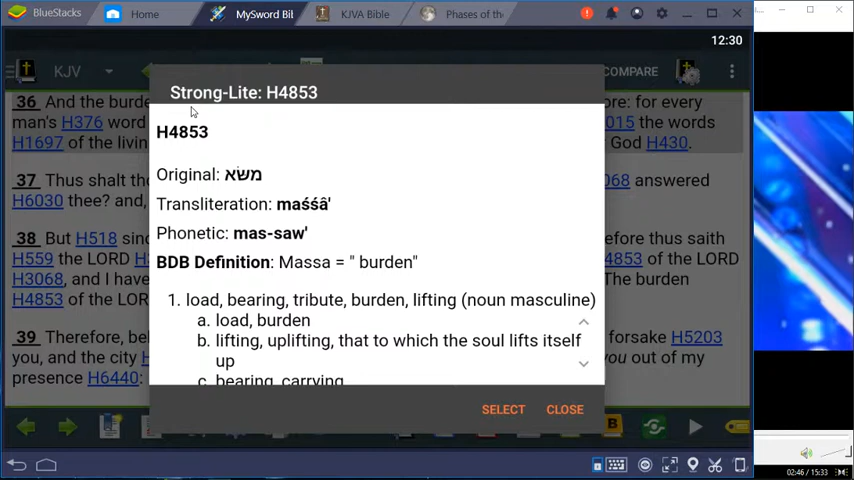 BlueStacks Home MySword Bil KJVA Bible Phases of the
12:30
KJV COMPARE
Strong-Lite: H4853
H4853
Original: משׂא
Transliteration: maśśâ'
Phonetic: mas-saw'
BDB Definition: Massa = " burden"
1. load, bearing, tribute, burden, lifting (noun masculine)
a. load, burden
b. lifting, uplifting, that to which the soul lifts itself
up
c. bearing, carrying
SELECT CLOSE
36 And the burde ore: for every
man's H376 word 015 the words
H1697 of the livin God H430.
37 Thus shalt tho 068 answered
H6030 thee? and,
38 But H518 sinc efore thus saith
H559 the LORD H 4853 of the LORD
H3068, and I have The burden
H4853 of the LOR
39 Therefore, beh forsake H5203
you, and the city you out of my
presence H6440:
B
02:46 / 15:33